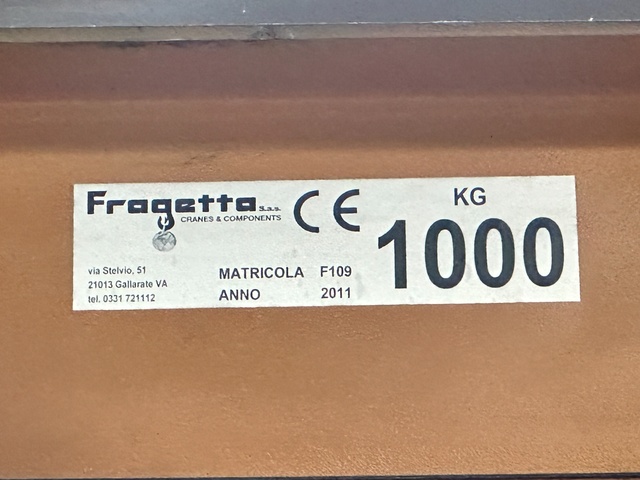 Fragetta s.a.s.
CRANES & COMPONENTS
CE
KG
1000
via Stelvio, 51
21013 Gallarate VA
tel. 0331 721112
MATRICOLA F109
ANNO 2011